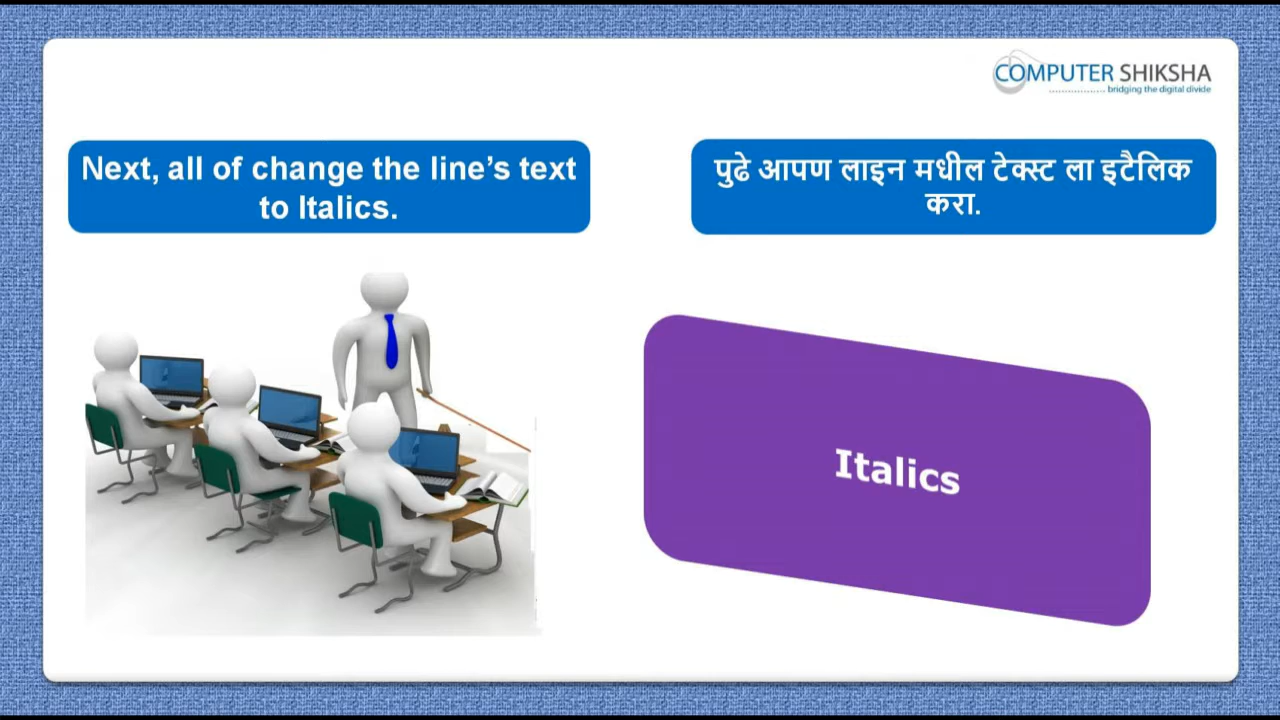 COMPUTER SHIKSHA
bridging the digital divide
Next, all of change the line's text
to Italics.
पुढे आपण लाइन मधील टेक्स्ट ला इटैलिक
करा.
Italics